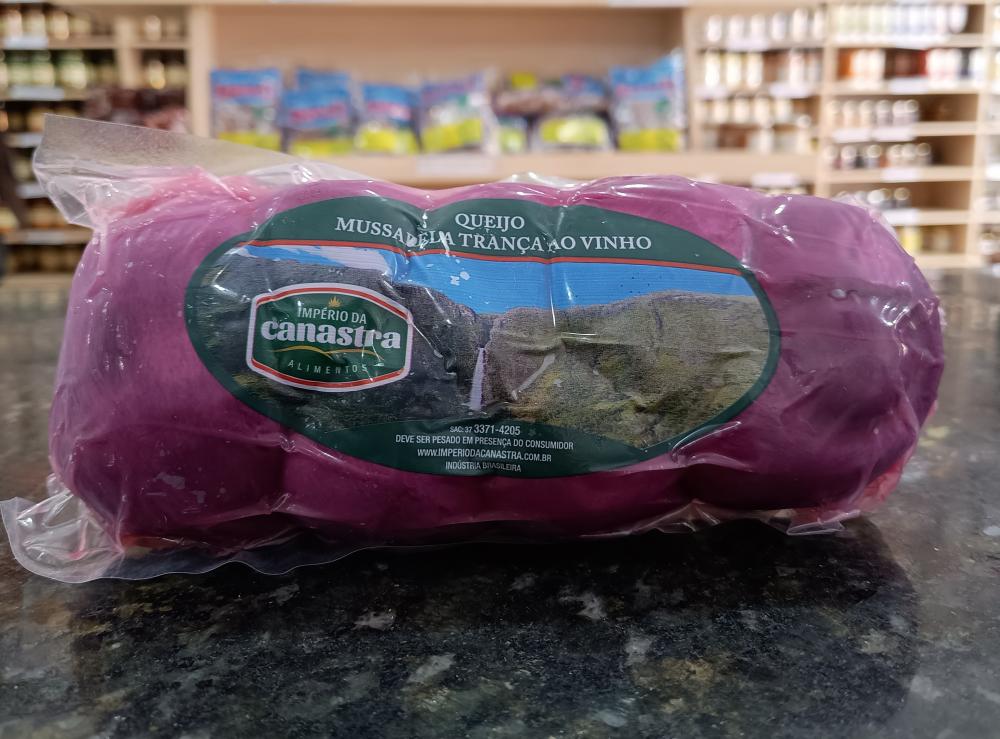 QUEIJO
MUSSARELA TRANÇA AO VINHO
IMPÉRIO DA
canastra
ALIMENTOS
SAC: 37 3371-4205
DEVE SER PESADO EM PRESENÇA DO CONSUMIDOR
WWW.IMPERIODACANASTRA.COM.BR
INDÚSTRIA BRASILEIRA